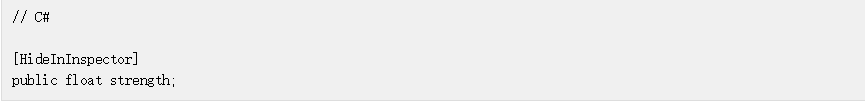 // C#
[HideInInspector]
public float strength;